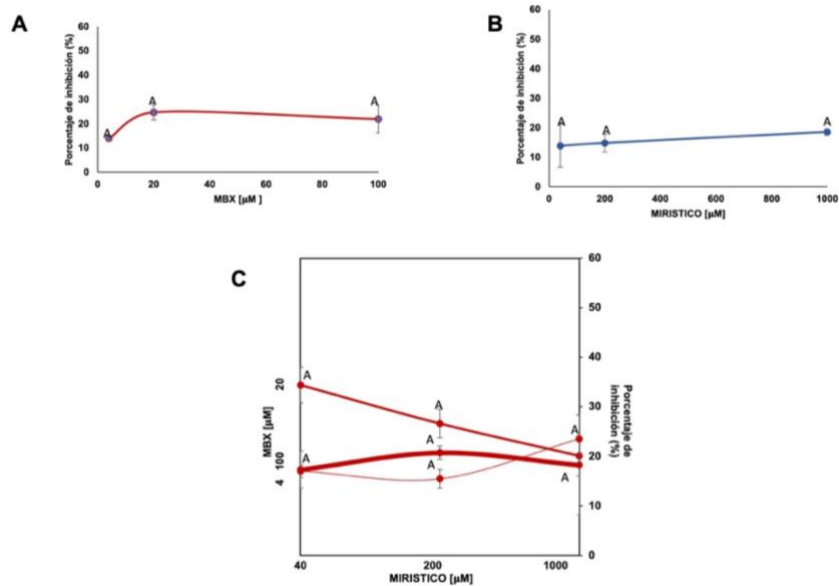 A
Porcentaje de inhibición (%)
60
50
40
30
20
10
0
A
A
A
0
20
40
60
80
100
MBX [µM ]
B
Porcentaje de inhibición (%)
60
50
40
30
20
10
0
A
A
A
0
200
400
600
800
1000
MIRISTICO [µM]
C
MBX [µM]
20
100
4
A
A
A
A
A
A
A
60
50
40
30
20
10
0
Porcentaje de
inhibición (%)
40
200
1000
MIRISTICO [µM]